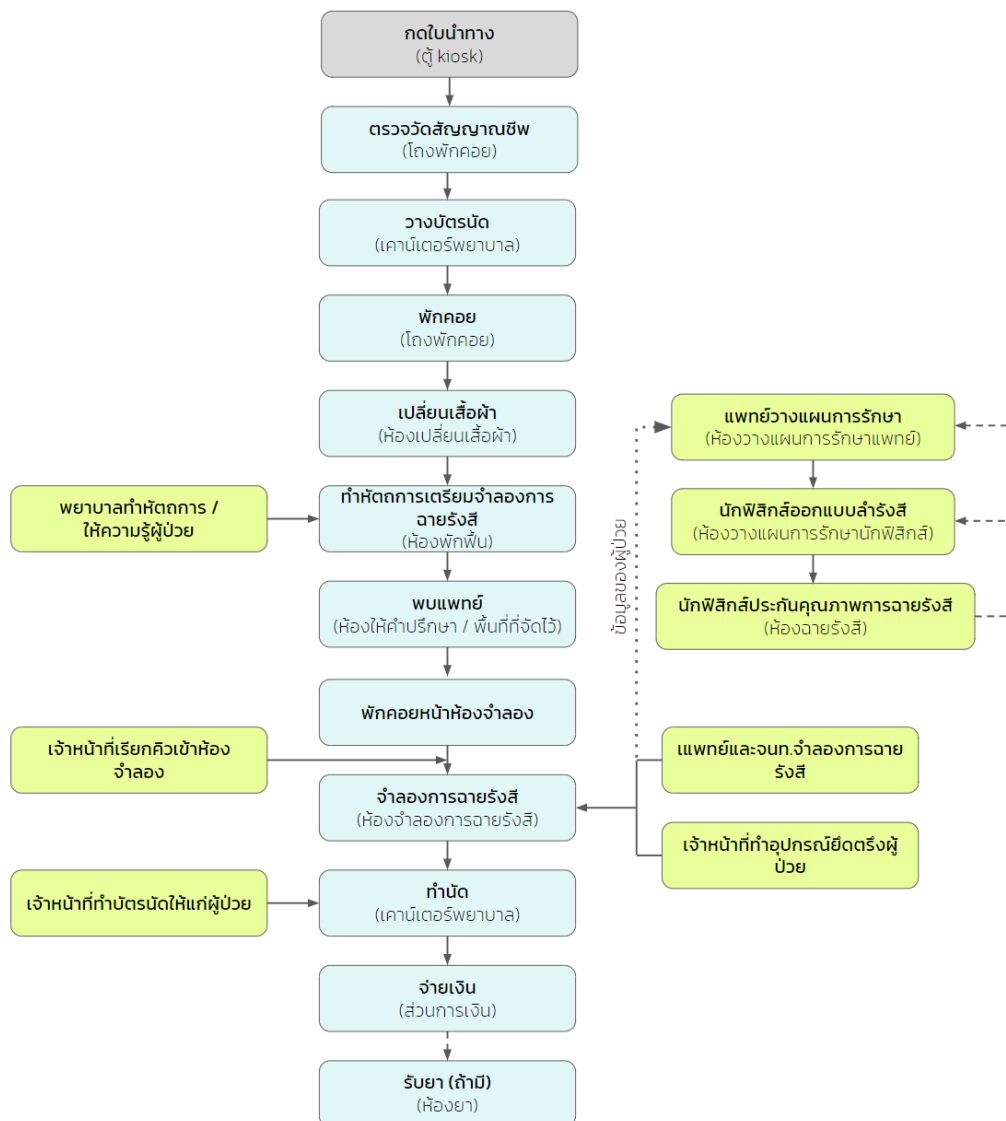 กดใบนำทาง
(ตู้ kiosk)
ตรวจวัดสัญญาณชีพ
(โถงพักคอย)
วางบัตรนัด
(เคาน์เตอร์พยาบาล)
พักคอย
(โถงพักคอย)
เปลี่ยนเสื้อผ้า
(ห้องเปลี่ยนเสื้อผ้า)
แพทย์วางแผนการรักษา
(ห้องวางแผนการรักษาแพทย์)
พยาบาลทำหัตถการ /
ให้ความรู้ผู้ป่วย
ทำหัตถการเตรียมจำลองการ
ฉายรังสี
(ห้องพักฟื้น)
นักฟิสิกส์ออกแบบลำรังสี
(ห้องวางแผนการรักษานักฟิสิกส์)
ข้อมูลของผู้ป่วย
พบแพทย์
(ห้องให้คำปรึกษา / พื้นที่ที่จัดไว้)
นักฟิสิกส์ประกันคุณภาพการฉายรังสี
(ห้องฉายรังสี)
พักคอยหน้าห้องจำลอง
เจ้าหน้าที่เรียกคิวเข้าห้อง
จำลอง
เแพทย์และจนท.จำลองการฉาย
รังสี
จำลองการฉายรังสี
(ห้องจำลองการฉายรังสี)
เจ้าหน้าที่ทำอุปกรณ์ยึดตรึงผู้
ป่วย
เจ้าหน้าที่ทำบัตรนัดให้แก่ผู้ป่วย
ทำนัด
(เคาน์เตอร์พยาบาล)
จ่ายเงิน
(ส่วนการเงิน)
รับยา (ถ้ามี)
(ห้องยา)